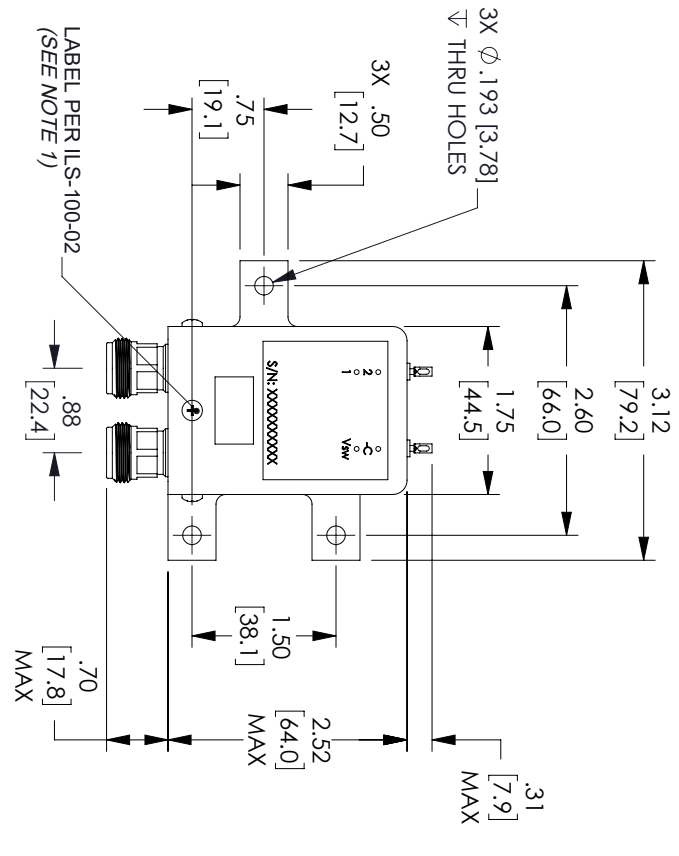 3X Ø .193 [3.78]
↧ THRU HOLES
3X .50
[12.7]
.75
[19.1]
LABEL PER ILS-100-02
(SEE NOTE 1)
3.12
[79.2]
2.60
[66.0]
1.75
[44.5]
2
1
-C
Vsw
S/N: XXXXXXXXXX
.88
[22.4]
1.50
[38.1]
.70
[17.8]
MAX
2.52
[64.0]
MAX
.31
[7.9]
MAX